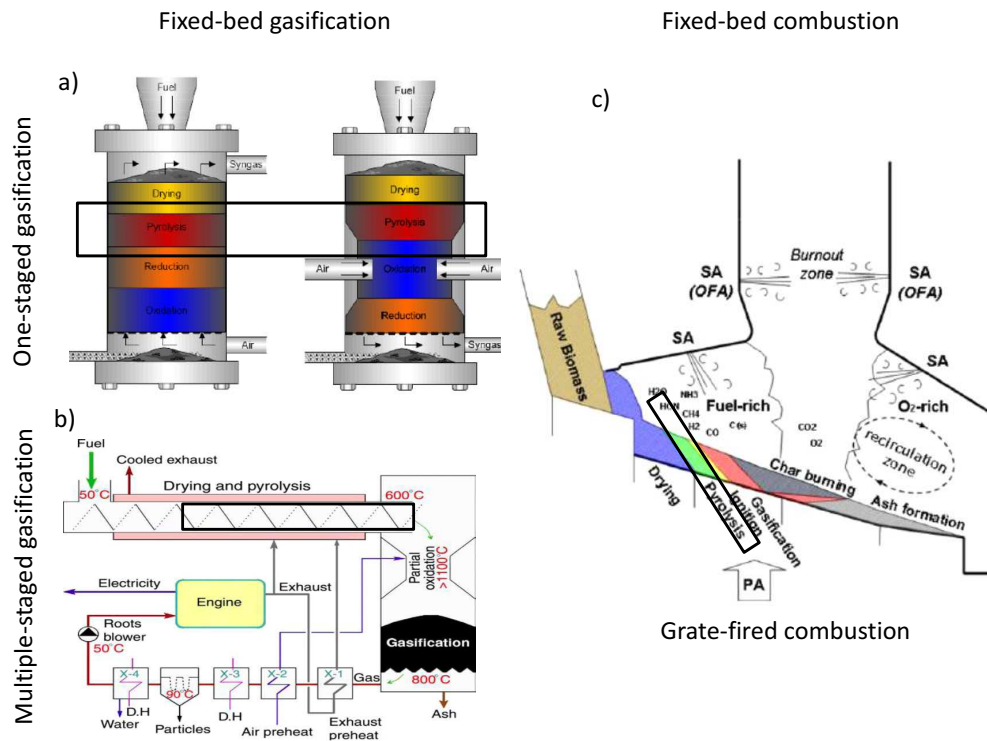 Fixed-bed gasification
Fixed-bed combustion
One-staged gasification
a)
Fuel
Syngas
Drying
Pyrolysis
Reduction
Oxidation
Air
Fuel
Drying
Pyrolysis
Air
Oxidation
Air
Reduction
Syngas
Multiple-staged gasification
b)
Fuel
Cooled exhaust
Drying and pyrolysis
50°C
600°C
Partial
oxidation
>1100°C
Electricity
Engine
Exhaust
Roots
blower
50°C
Gasification
X-4
90°C
X-3
X-2
X-1
Gas
800°C
D.H
Water
Particles
D.H
Air preheat
Exhaust
preheat
Ash
c)
Burnout
zone
SA
(OFA)
SA
(OFA)
Raw Biomass
SA
SA
H2O
NH3
HCN
CH4
H2
CO
C(s)
Fuel-rich
CO2
O2
O2-rich
recirculation
zone
Drying
Pyrolysis
Ignition
Gasification
Char burning
Ash formation
PA
Grate-fired combustion